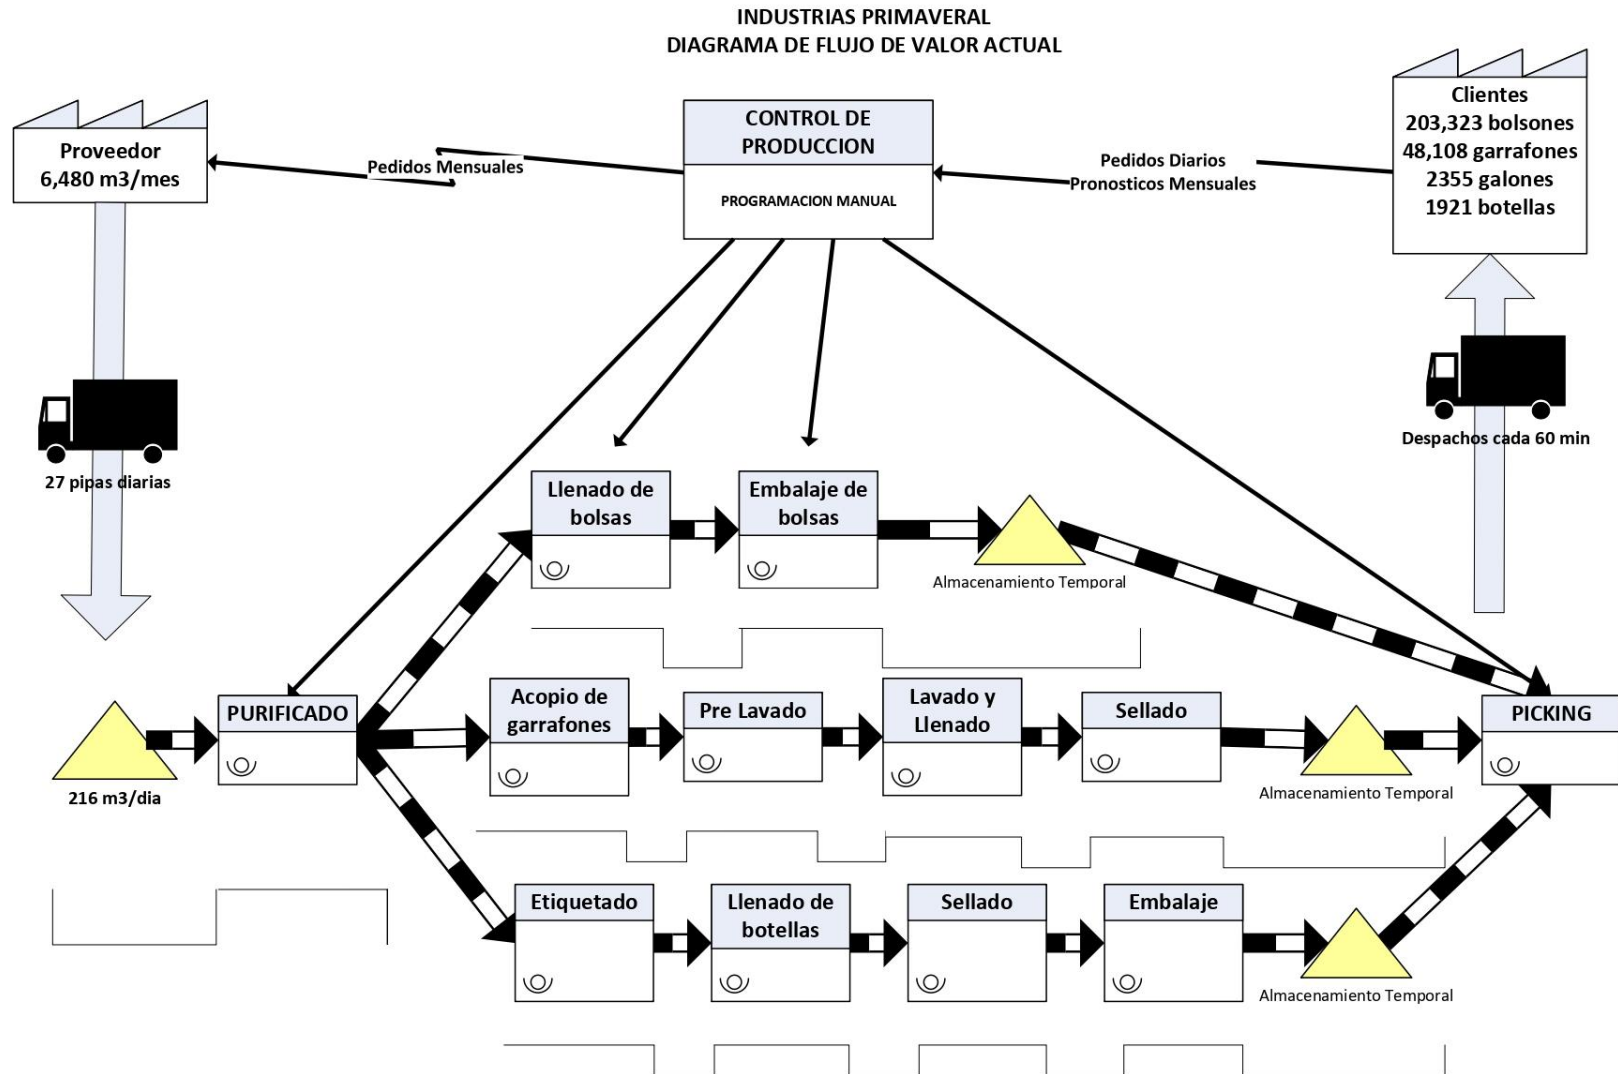 INDUSTRIAS PRIMAVERAL
DIAGRAMA DE FLUJO DE VALOR ACTUAL
Proveedor
6,480 m3/mes
Pedidos Mensuales
CONTROL DE
PRODUCCION
PROGRAMACION MANUAL
Pedidos Diarios
Pronosticos Mensuales
Clientes
203,323 bolsones
48,108 garrafones
2355 galones
1921 botellas
27 pipas diarias
Despachos cada 60 min
Llenado de
bolsas
Embalaje de
bolsas
Almacenamiento Temporal
216 m3/dia
PURIFICADO
Acopio de
garrafones
Pre Lavado
Lavado y
Llenado
Sellado
Almacenamiento Temporal
PICKING
Etiquetado
Llenado de
botellas
Sellado
Embalaje
Almacenamiento Temporal